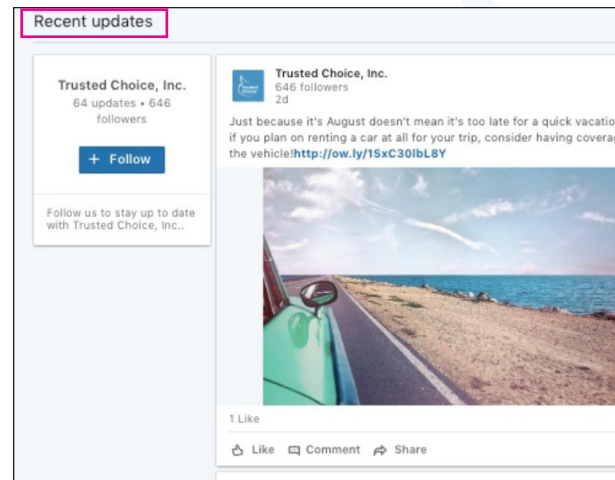 Recent updates
Trusted Choice, Inc.
64 updates • 646
followers
+ Follow
Follow us to stay up to date
with Trusted Choice, Inc..
Trusted Choice, Inc.
646 followers
2d
Just because it's August doesn't mean it's too late for a quick vacatio
if you plan on renting a car at all for your trip, consider having covera
the vehicle!http://ow.ly/1SxC30lbL8Y
1 Like
Like Comment Share